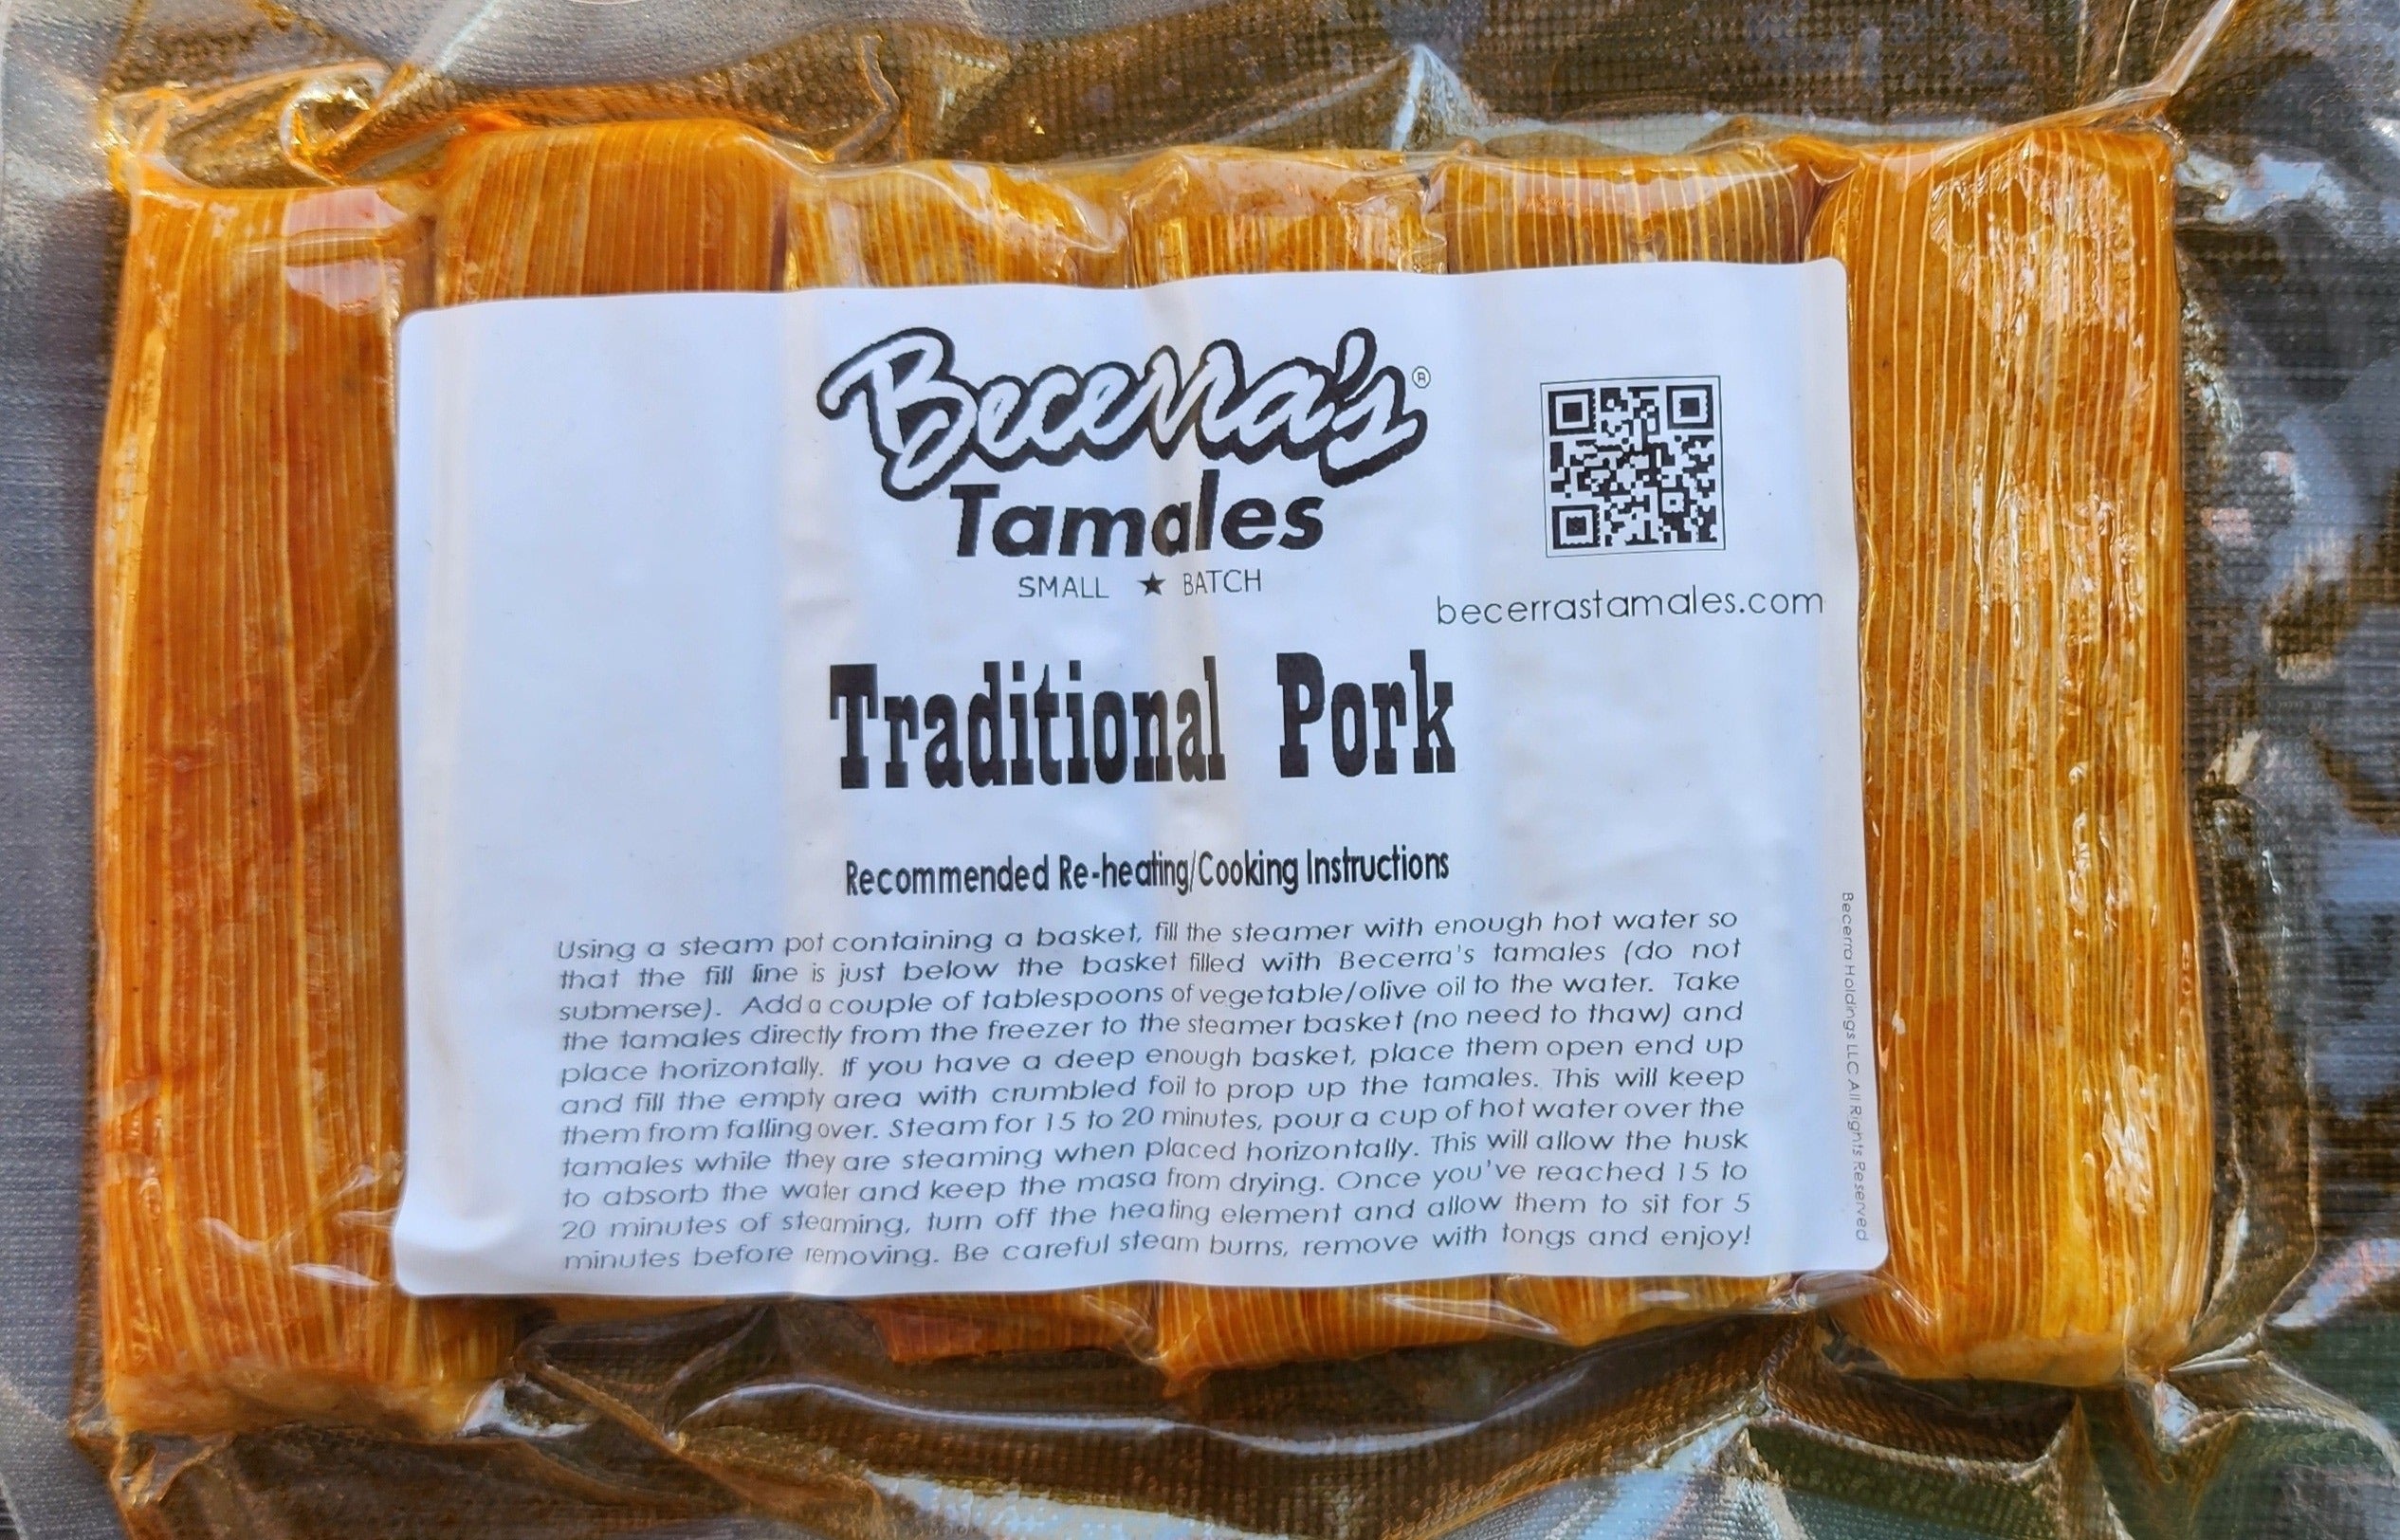 Becerra's®
Tamales
SMALL ★ BATCH
becerrastamales.com
Traditional Pork
Recommended Re-heating/Cooking Instructions
Using a steam pot containing a basket, fill the steamer with enough hot water so
that the fill line is just below the basket filled with Becerra's tamales (do not
submerse). Add a couple of tablespoons of vegetable/olive oil to the water. Take
the tamales directly from the freezer to the steamer basket (no need to thaw) and
place horizontally. If you have a deep enough basket, place them open end up
and fill the empty area with crumbled foil to prop up the tamales. This will keep
them from falling over. Steam for 15 to 20 minutes, pour a cup of hot water over the
tamales while they are steaming when placed horizontally. This will allow the husk
to absorb the water and keep the masa from drying. Once you've reached 15 to
20 minutes of steaming, turn off the heating element and allow them to sit for 5
minutes before removing. Be careful steam burns, remove with tongs and enjoy!
Becerra Holdings LLC All Rights Reserved